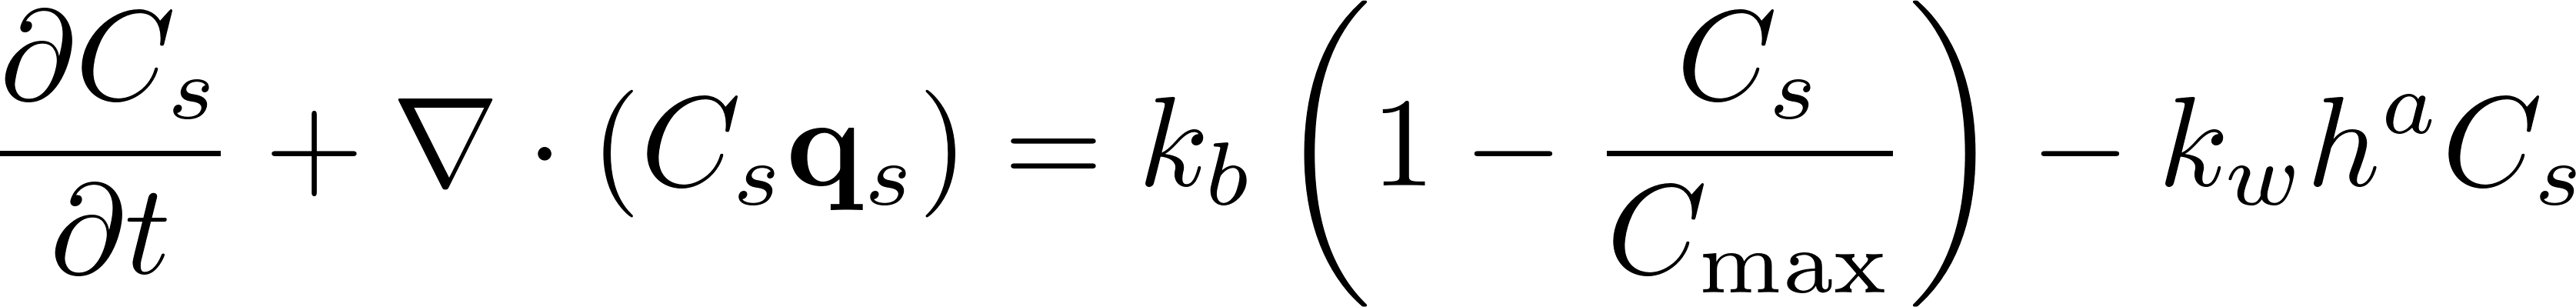 ∂C_s/∂t + ∇ · (C_s 𝐪_s) = k_b (1 − C_s/C_max) − k_w h^a C_s